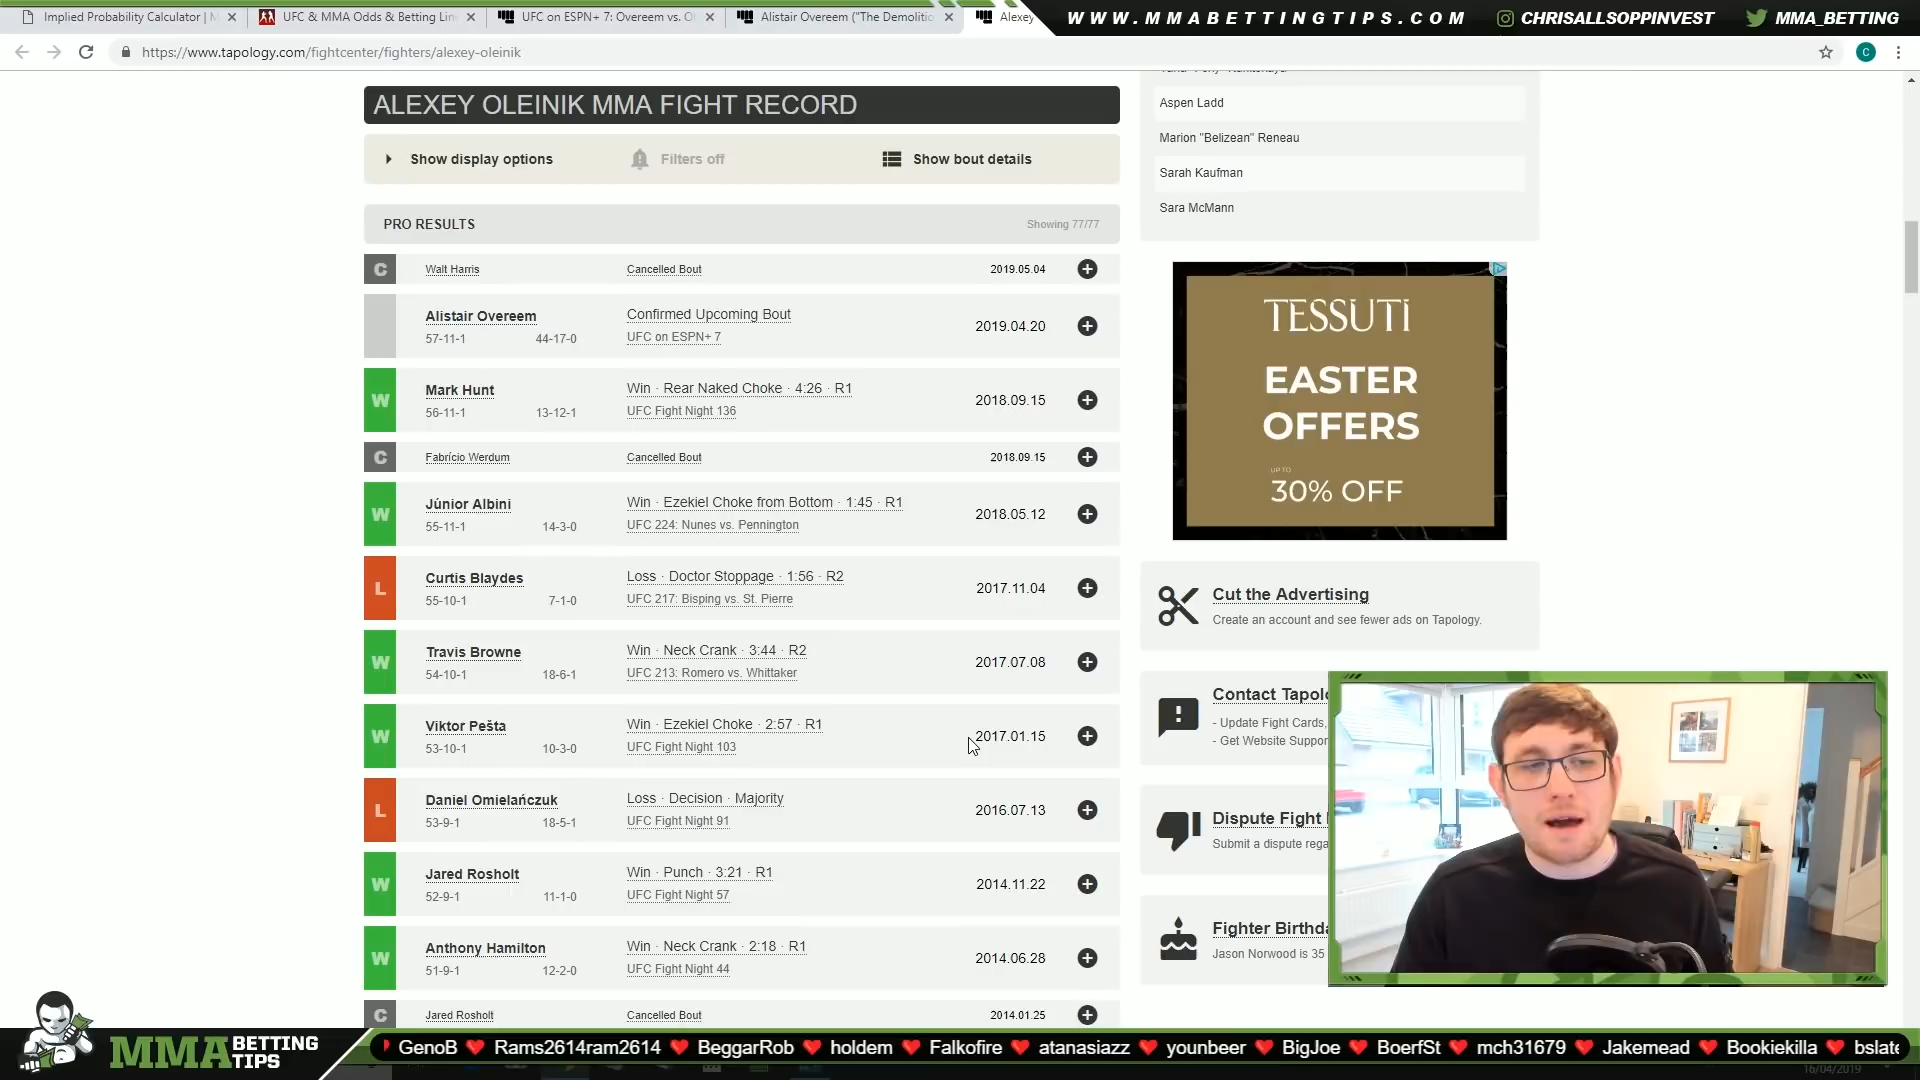 Implied Probability Calculator | M
UFC & MMA Odds & Betting Lin
UFC on ESPN+ 7: Overeem vs. O
Alistair Overeem ("The Demolitio
Alexey
WWW.MMABETTINGTIPS.COM
CHRISALLSOPPINVEST
MMA_BETTING
https://www.tapology.com/fightcenter/fighters/alexey-oleinik
C
ALEXEY OLEINIK MMA FIGHT RECORD
Show display options
Filters off
Show bout details
PRO RESULTS
Showing 77/77
C
Walt Harris
Cancelled Bout
2019.05.04
Alistair Overeem
57-11-1
44-17-0
Confirmed Upcoming Bout
UFC on ESPN+ 7
2019.04.20
W
Mark Hunt
56-11-1
13-12-1
Win · Rear Naked Choke · 4:26 · R1
UFC Fight Night 136
2018.09.15
C
Fabrício Werdum
Cancelled Bout
2018.09.15
W
Júnior Albini
55-11-1
14-3-0
Win · Ezekiel Choke from Bottom · 1:45 · R1
UFC 224: Nunes vs. Pennington
2018.05.12
L
Curtis Blaydes
55-10-1
7-1-0
Loss · Doctor Stoppage · 1:56 · R2
UFC 217: Bisping vs. St. Pierre
2017.11.04
W
Travis Browne
54-10-1
18-6-1
Win · Neck Crank · 3:44 · R2
UFC 213: Romero vs. Whittaker
2017.07.08
W
Viktor Pešta
53-10-1
10-3-0
Win · Ezekiel Choke · 2:57 · R1
UFC Fight Night 103
2017.01.15
L
Daniel Omielańczuk
53-9-1
18-5-1
Loss · Decision · Majority
UFC Fight Night 91
2016.07.13
W
Jared Rosholt
52-9-1
11-1-0
Win · Punch · 3:21 · R1
UFC Fight Night 57
2014.11.22
W
Anthony Hamilton
51-9-1
12-2-0
Win · Neck Crank · 2:18 · R1
UFC Fight Night 44
2014.06.28
C
Jared Rosholt
Cancelled Bout
2014.01.25
Aspen Ladd
Marion "Belizean" Reneau
Sarah Kaufman
Sara McMann
TESSUTI
EASTER
OFFERS
UP TO
30% OFF
Cut the Advertising
Create an account and see fewer ads on Tapology.
Contact Tapolo
- Update Fight Cards,
- Get Website Suppor
Dispute Fight
Submit a dispute rega
Fighter Birthda
Jason Norwood is 35
MMA BETTING TIPS
GenoB Rams2614ram2614 BeggarRob holdem Falkofire atanasiazz younbeer BigJoe BoerfSt mch31679 Jakemead Bookiekilla bslate
16/04/2019